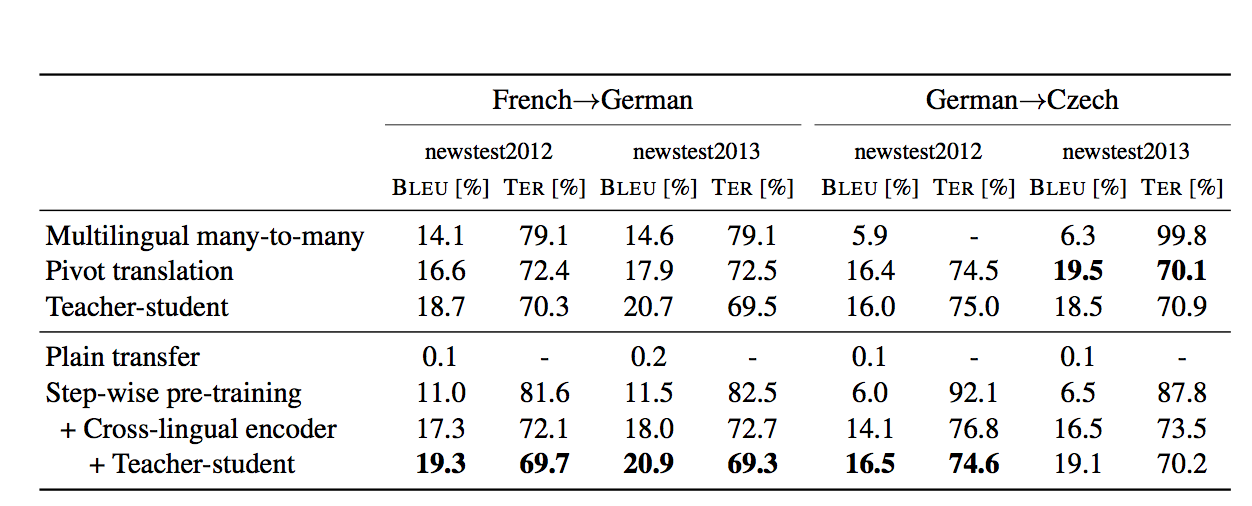 French→German German→Czech
newstest2012 newstest2013 newstest2012 newstest2013
BLEU [%] TER [%] BLEU [%] TER [%] BLEU [%] TER [%] BLEU [%] TER [%]
Multilingual many-to-many 14.1 79.1 14.6 79.1 5.9 - 6.3 99.8
Pivot translation 16.6 72.4 17.9 72.5 16.4 74.5 19.5 70.1
Teacher-student 18.7 70.3 20.7 69.5 16.0 75.0 18.5 70.9
Plain transfer 0.1 - 0.2 - 0.1 - 0.1 -
Step-wise pre-training 11.0 81.6 11.5 82.5 6.0 92.1 6.5 87.8
+ Cross-lingual encoder 17.3 72.1 18.0 72.7 14.1 76.8 16.5 73.5
+ Teacher-student 19.3 69.7 20.9 69.3 16.5 74.6 19.1 70.2